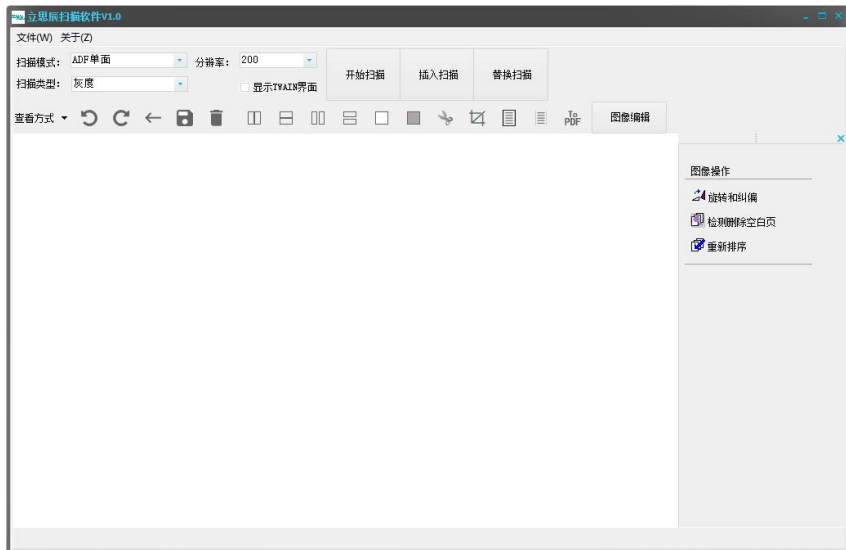 立思辰扫描软件V1.0
文件(W) 关于(Z)
扫描模式: ADF单面 分辨率: 200
扫描类型: 灰度 显示TWAIN界面
开始扫描 插入扫描 替换扫描
查看方式 To PDF 图像编辑
图像操作
旋转和纠偏
检测删除空白页
重新排序